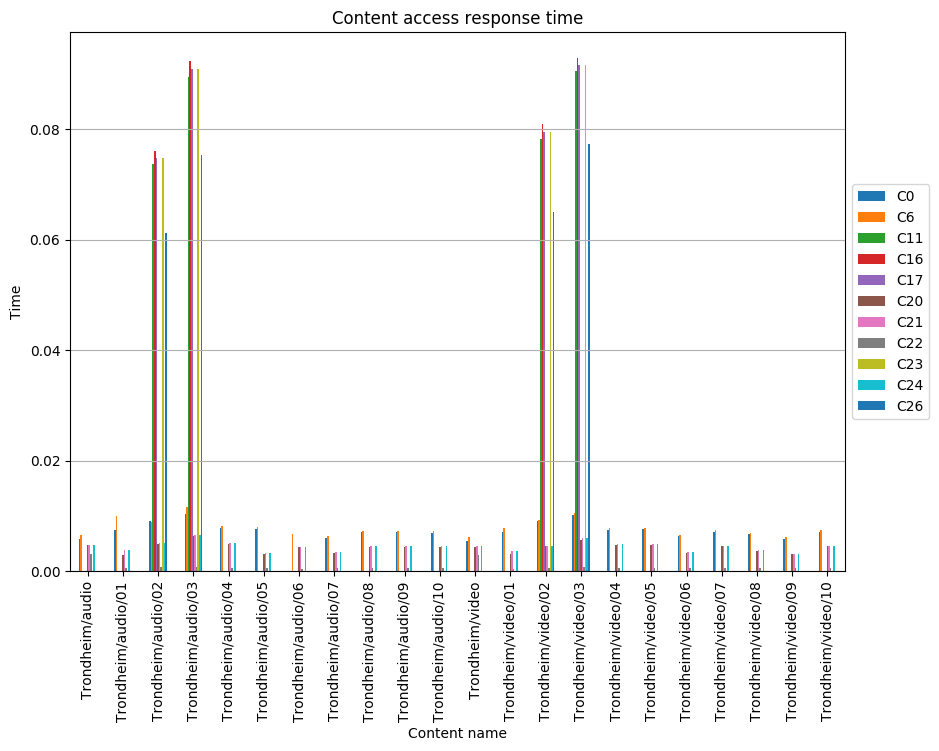 Content access response time
Time
0.08
0.06
0.04
0.02
0.00
Trondheim/audio
Trondheim/audio/01
Trondheim/audio/02
Trondheim/audio/03
Trondheim/audio/04
Trondheim/audio/05
Trondheim/audio/06
Trondheim/audio/07
Trondheim/audio/08
Trondheim/audio/09
Trondheim/audio/10
Trondheim/video
Trondheim/video/01
Trondheim/video/02
Trondheim/video/03
Trondheim/video/04
Trondheim/video/05
Trondheim/video/06
Trondheim/video/07
Trondheim/video/08
Trondheim/video/09
Trondheim/video/10
Content name
C0
C6
C11
C16
C17
C20
C21
C22
C23
C24
C26